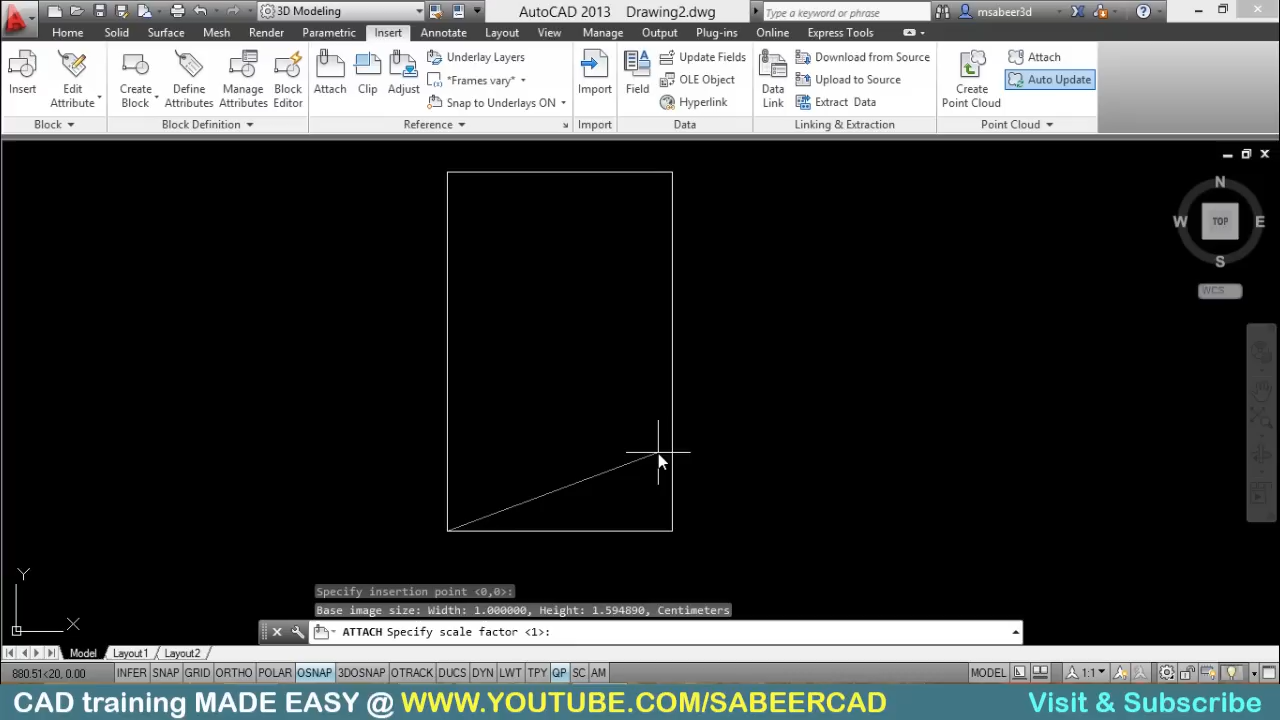 3D Modeling
AutoCAD 2013 Drawing2.dwg
Type a keyword or phrase
msabeer3d
Home Solid Surface Mesh Render Parametric Insert Annotate Layout View Manage Output Plug-ins Online Express Tools
Insert
Edit
Attribute
Create
Block
Define
Attributes
Manage
Attributes
Block
Editor
Attach
Clip
Adjust
Underlay Layers
*Frames vary*
Snap to Underlays ON
Import
Field
Update Fields
OLE Object
Hyperlink
Data
Link
Download from Source
Upload to Source
Extract Data
Create
Point Cloud
Attach
Auto Update
Block Block Definition Reference Import Data Linking & Extraction Point Cloud
N
W TOP E
S
WCS
Y
X
Specify insertion point <0,0>:
Base image size: Width: 1.000000, Height: 1.594890, Centimeters
ATTACH Specify scale factor <1>:
Model Layout1 Layout2
880.51<20, 0.00 INFER SNAP GRID ORTHO POLAR OSNAP 3DOSNAP OTRACK DUCS DYN LWT TPY QP SC AM MODEL 1:1
CAD training MADE EASY @ WWW.YOUTUBE.COM/SABEERCAD Visit & Subscribe